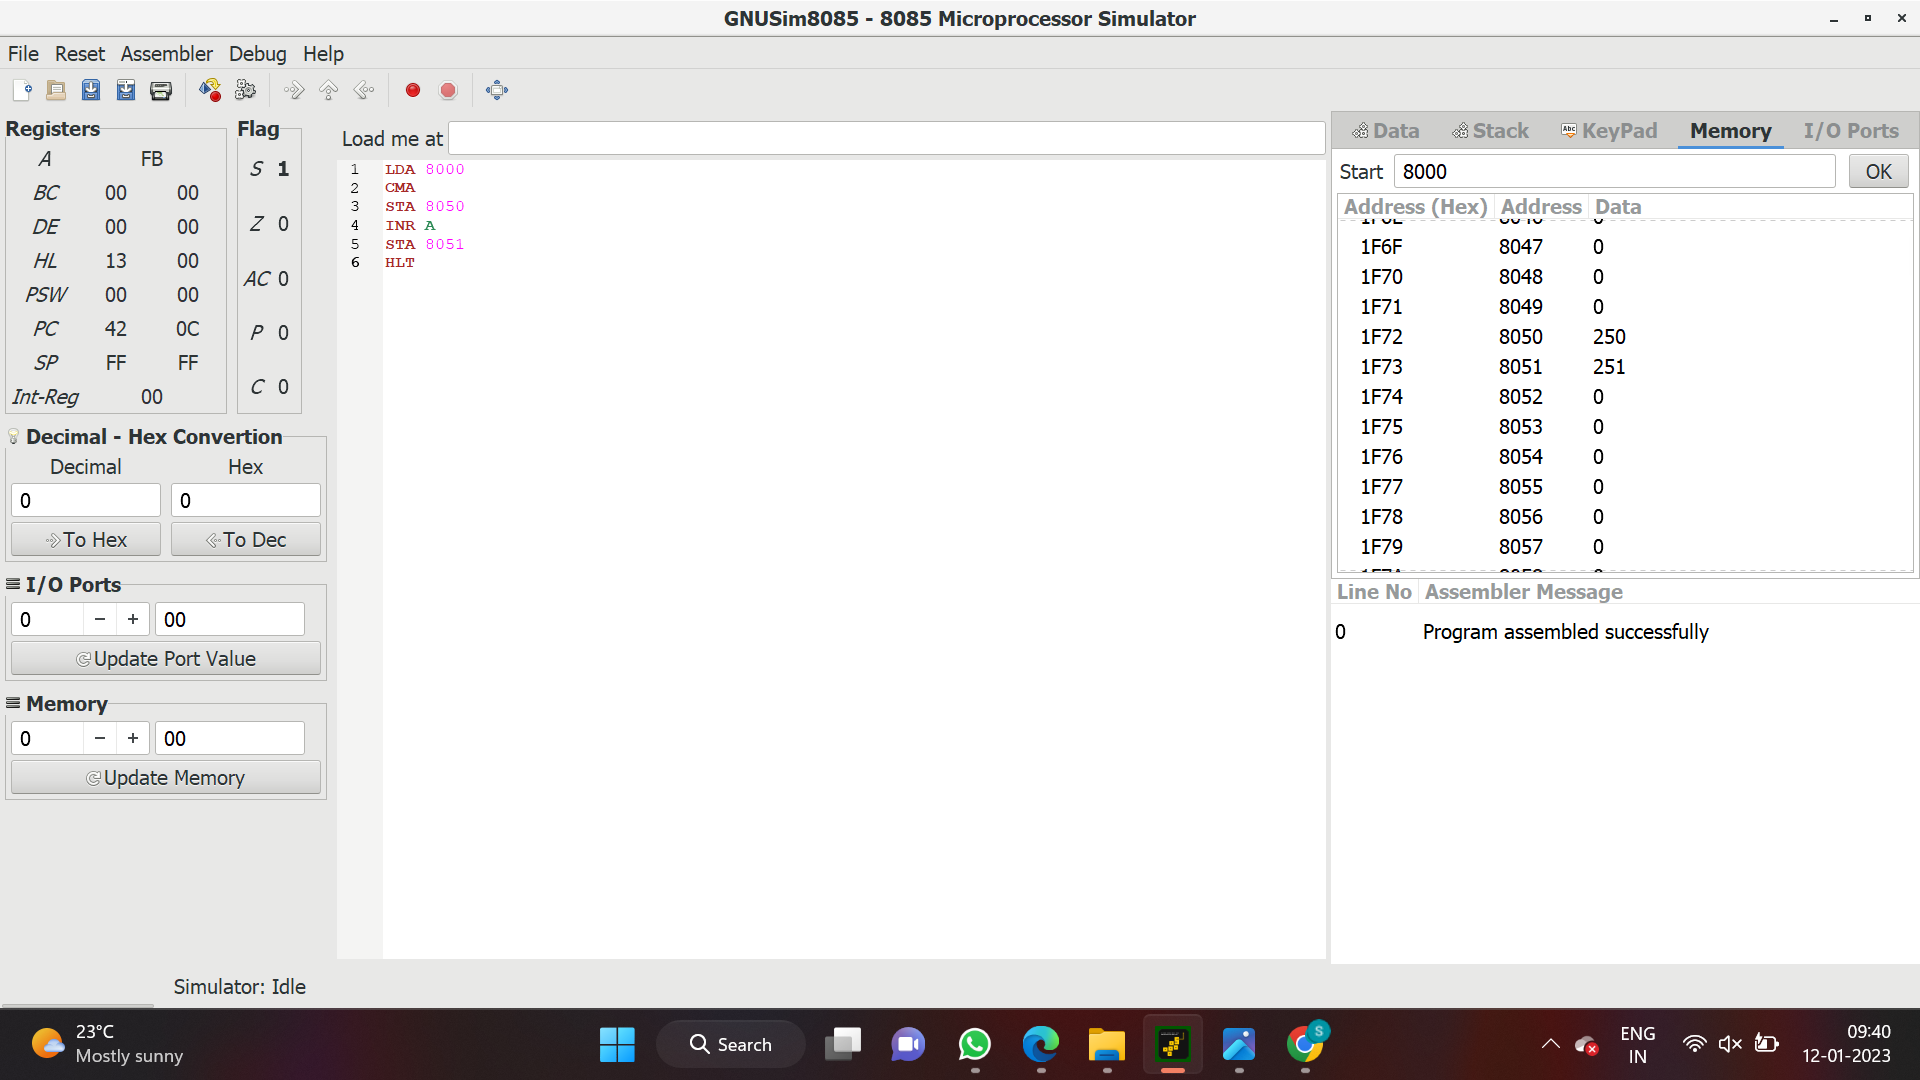 GNUSim8085 - 8085 Microprocessor Simulator
File Reset Assembler Debug Help
Registers
A FB
BC 00 00
DE 00 00
HL 13 00
PSW 00 00
PC 42 0C
SP FF FF
Int-Reg 00
Flag
S 1
Z 0
AC 0
P 0
C 0
Decimal - Hex Convertion
Decimal Hex
0 0
To Hex To Dec
I/O Ports
0 − + 00
Update Port Value
Memory
0 − + 00
Update Memory
Simulator: Idle
Load me at
1 LDA 8000
2 CMA
3 STA 8050
4 INR A
5 STA 8051
6 HLT
Data Stack Abc KeyPad Memory I/O Ports
Start 8000 OK
Address (Hex) Address Data
1F6F 8047 0
1F70 8048 0
1F71 8049 0
1F72 8050 250
1F73 8051 251
1F74 8052 0
1F75 8053 0
1F76 8054 0
1F77 8055 0
1F78 8056 0
1F79 8057 0
Line No Assembler Message
0 Program assembled successfully
23°C
Mostly sunny
Search
S
ENG
IN
09:40
12-01-2023